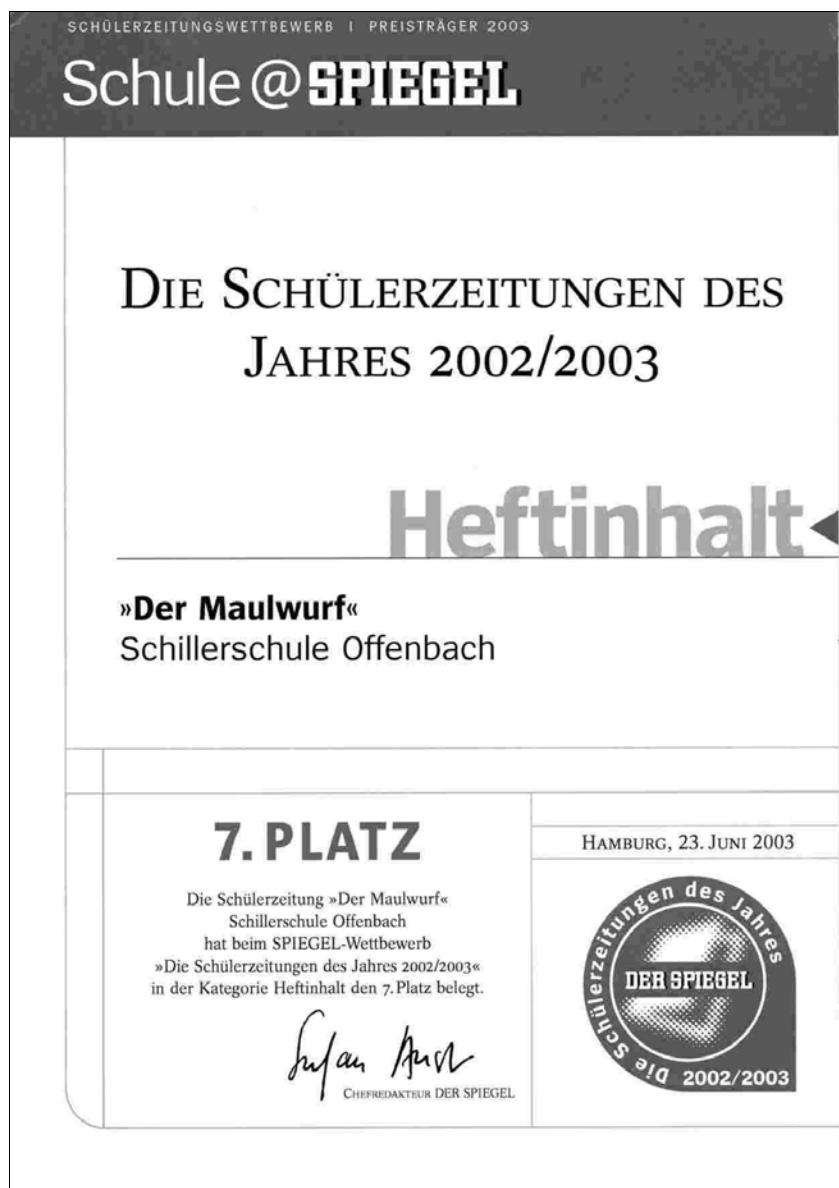 SCHÜLERZEITUNGSWETTBEWERB | PREISTRÄGER 2003
Schule@SPIEGEL
DIE SCHÜLERZEITUNGEN DES
JAHRES 2002/2003
Heftinhalt
»Der Maulwurf«
Schillerschule Offenbach
7. PLATZ
Die Schülerzeitung »Der Maulwurf«
Schillerschule Offenbach
hat beim SPIEGEL-Wettbewerb
»Die Schülerzeitungen des Jahres 2002/2003«
in der Kategorie Heftinhalt den 7. Platz belegt.
Stefan Aust
CHEFREDAKTEUR DER SPIEGEL
HAMBURG, 23. JUNI 2003
Die Schülerzeitungen des Jahres
DER SPIEGEL
2002/2003